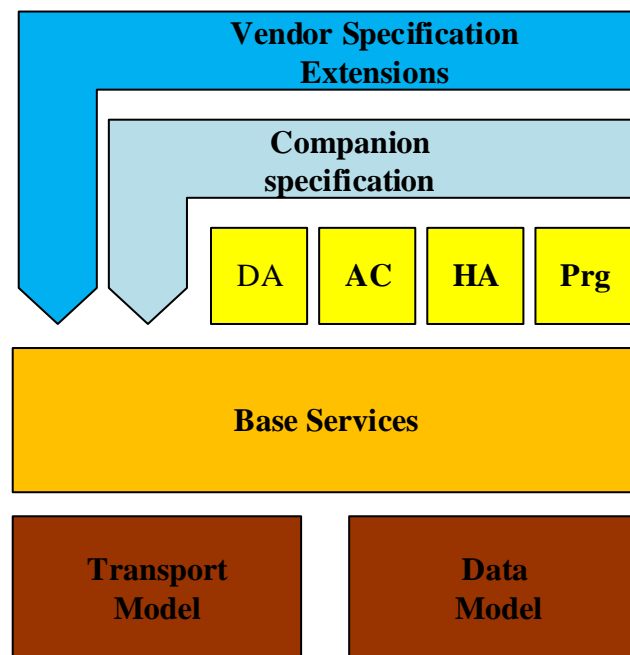 Vendor Specification
Extensions
Companion
specification
DA
AC
HA
Prg
Base Services
Transport
Model
Data
Model